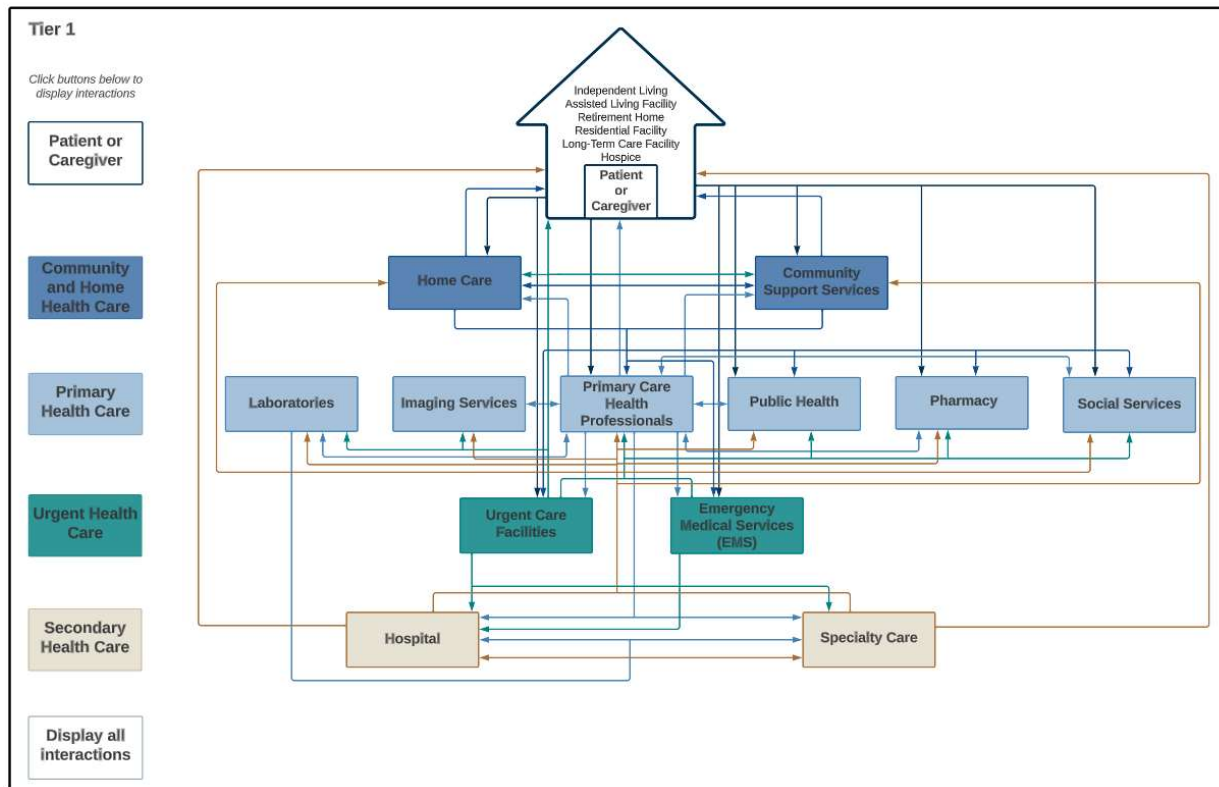 Tier 1
Click buttons below to
display interactions
Patient or
Caregiver
Community
and Home
Health Care
Primary
Health Care
Urgent Health
Care
Secondary
Health Care
Display all
interactions
Independent Living
Assisted Living Facility
Retirement Home
Residential Facility
Long-Term Care Facility
Hospice
Patient
or
Caregiver
Home Care
Community
Support Services
Laboratories
Imaging Services
Primary Care
Health
Professionals
Public Health
Pharmacy
Social Services
Urgent Care
Facilities
Emergency
Medical Services
(EMS)
Hospital
Specialty Care